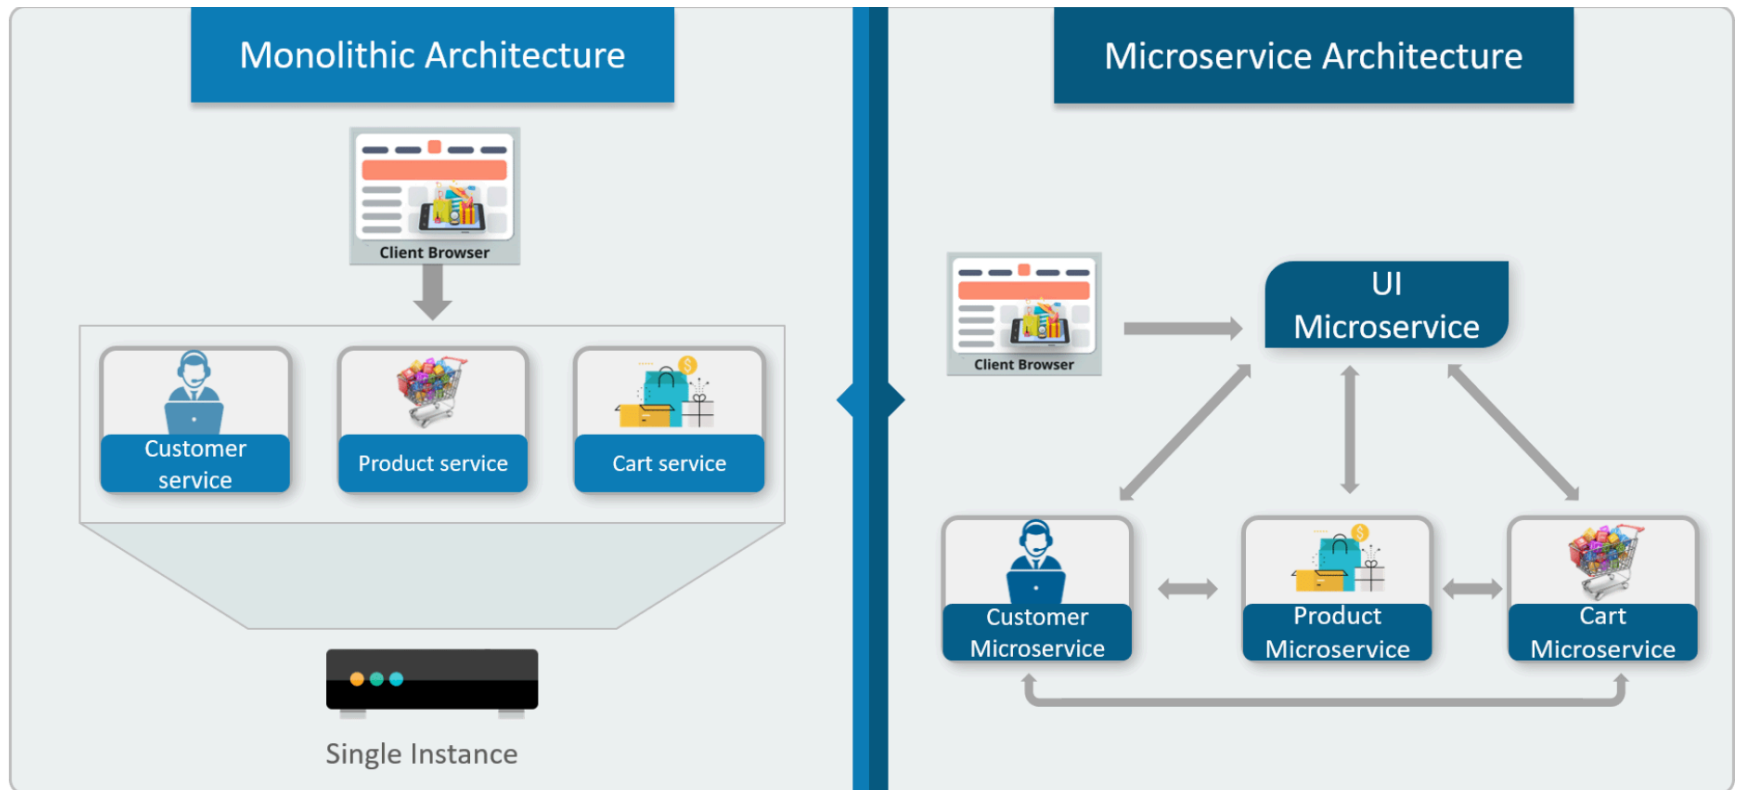 Monolithic Architecture
Client Browser
Customer
service
Product service
Cart service
Single Instance
Microservice Architecture
Client Browser
UI
Microservice
Customer
Microservice
Product
Microservice
Cart
Microservice